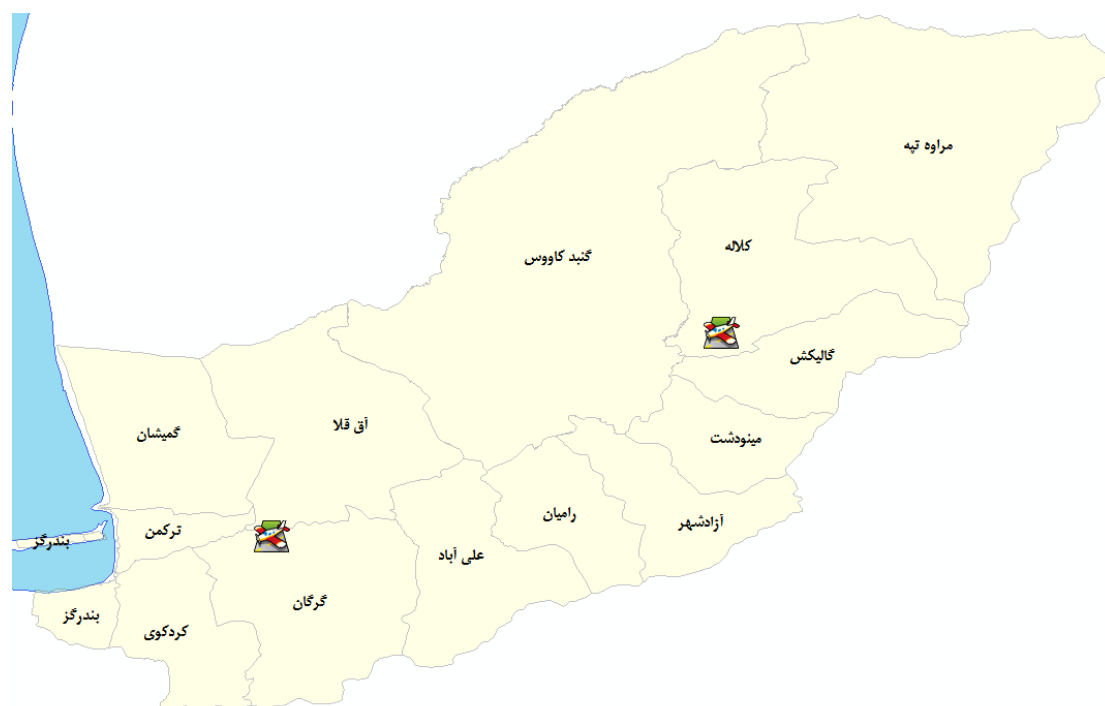 مراوه تپه
کلاله
گنبد کاووس
گالیکش
آق قلا
گمیشان
مینودشت
رامیان
آزادشهر
ترکمن
بندرگز
علی آباد
گرگان
بندرگز
کردکوی